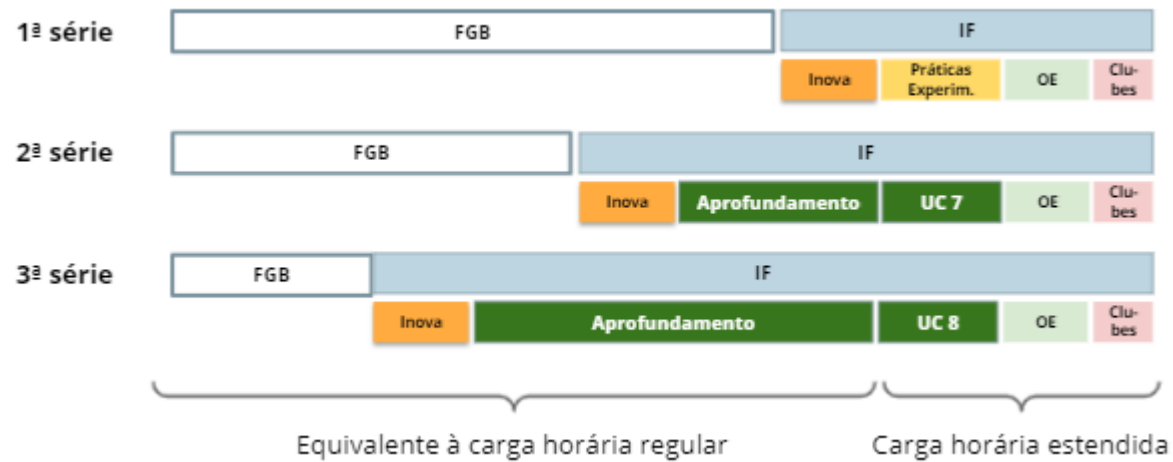 1ª série
FGB
IF
Inova
Práticas
Experim.
OE
Clu-
bes
2ª série
FGB
IF
Inova
Aprofundamento
UC 7
OE
Clu-
bes
3ª série
FGB
IF
Inova
Aprofundamento
UC 8
OE
Clu-
bes
Equivalente à carga horária regular
Carga horária estendida